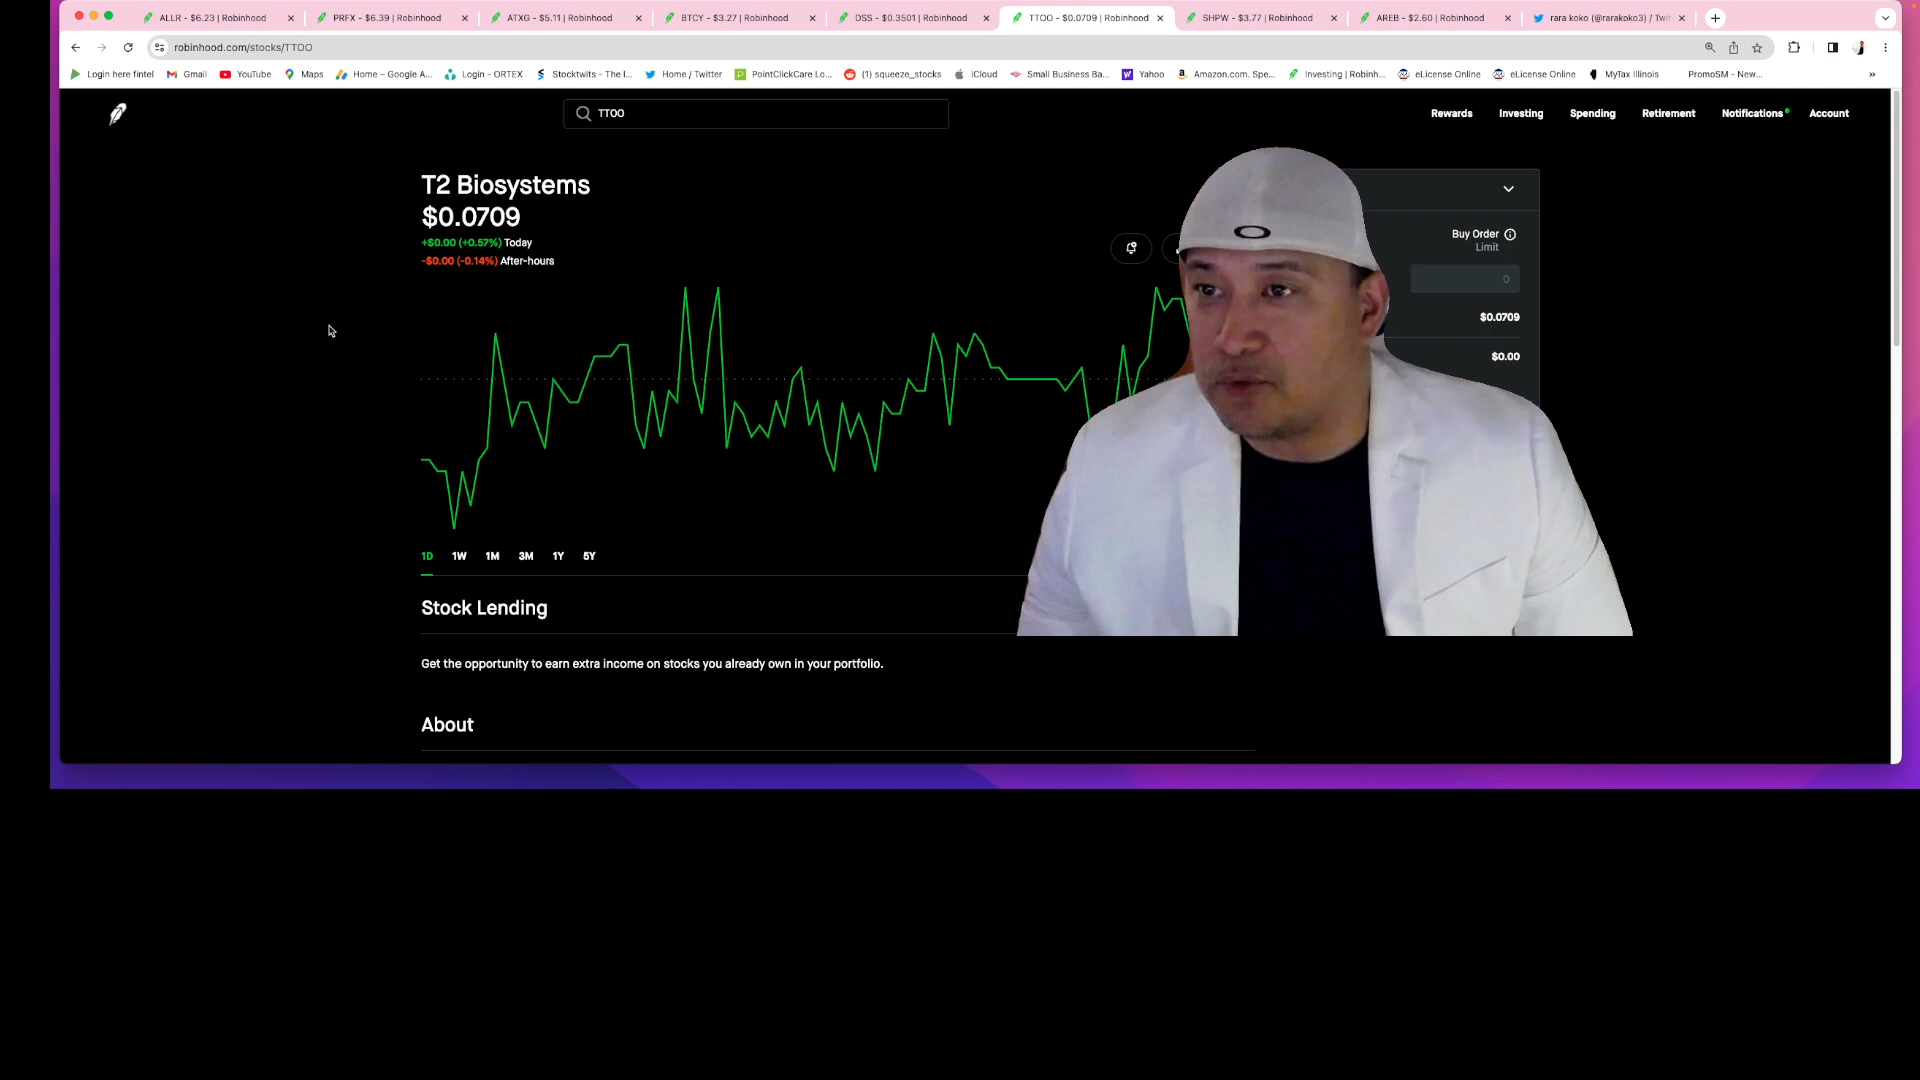 ALLR - $6.23 | Robinhood
PRFX - $6.39 | Robinhood
ATXG - $5.11 | Robinhood
BTCY - $3.27 | Robinhood
DSS - $0.3501 | Robinhood
TTOO - $0.0709 | Robinhood
SHPW - $3.77 | Robinhood
AREB - $2.60 | Robinhood
rara koko (@rarakoko3) / Twi
robinhood.com/stocks/TTOO
Login here fintel
Gmail
YouTube
Maps
Home – Google A...
Login - ORTEX
Stocktwits - The l...
Home / Twitter
PointClickCare Lo...
(1) squeeze_stocks
iCloud
Small Business Ba...
Yahoo
Amazon.com. Spe...
Investing | Robinh...
eLicense Online
eLicense Online
MyTax Illinois
PromoSM - New...
»
TTOO
Rewards
Investing
Spending
Retirement
Notifications
Account
T2 Biosystems
$0.0709
+$0.00 (+0.57%) Today
-$0.00 (-0.14%) After-hours
Buy Order
Limit
0
$0.0709
$0.00
1D 1W 1M 3M 1Y 5Y
Stock Lending
Get the opportunity to earn extra income on stocks you already own in your portfolio.
About